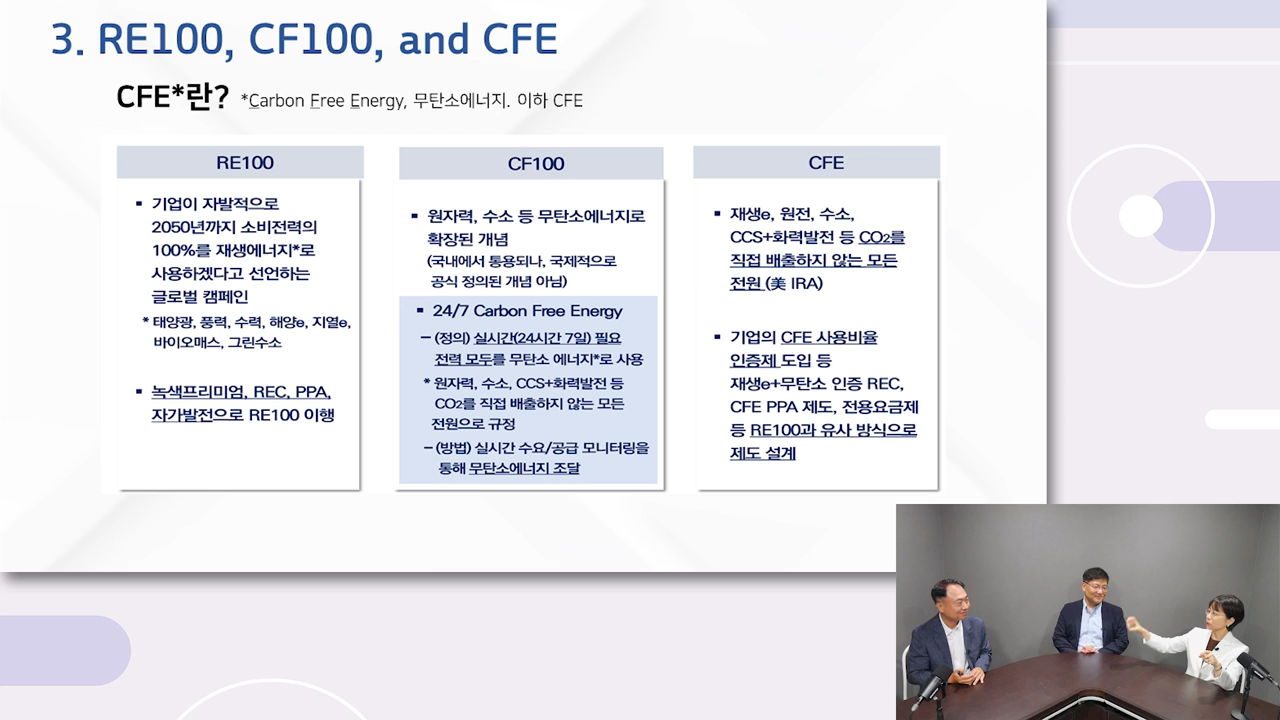 3. RE100, CF100, and CFE
CFE*란? *Carbon Free Energy, 무탄소에너지. 이하 CFE
RE100
▪ 기업이 자발적으로
2050년까지 소비전력의
100%를 재생에너지*로
사용하겠다고 선언하는
글로벌 캠페인
* 태양광, 풍력, 수력, 해양e, 지열e,
바이오매스, 그린수소
▪ 녹색프리미엄, REC, PPA,
자가발전으로 RE100 이행
CF100
▪ 원자력, 수소 등 무탄소에너지로
확장된 개념
(국내에서 통용되나, 국제적으로
공식 정의된 개념 아님)
▪ 24/7 Carbon Free Energy
– (정의) 실시간(24시간 7일) 필요
전력 모두를 무탄소 에너지*로 사용
* 원자력, 수소, CCS+화력발전 등
CO2를 직접 배출하지 않는 모든
전원으로 규정
– (방법) 실시간 수요/공급 모니터링을
통해 무탄소에너지 조달
CFE
▪ 재생e, 원전, 수소,
CCS+화력발전 등 CO2를
직접 배출하지 않는 모든
전원 (美 IRA)
▪ 기업의 CFE 사용비율
인증제 도입 등
재생e+무탄소 인증 REC,
CFE PPA 제도, 전용요금제
등 RE100과 유사 방식으로
제도 설계